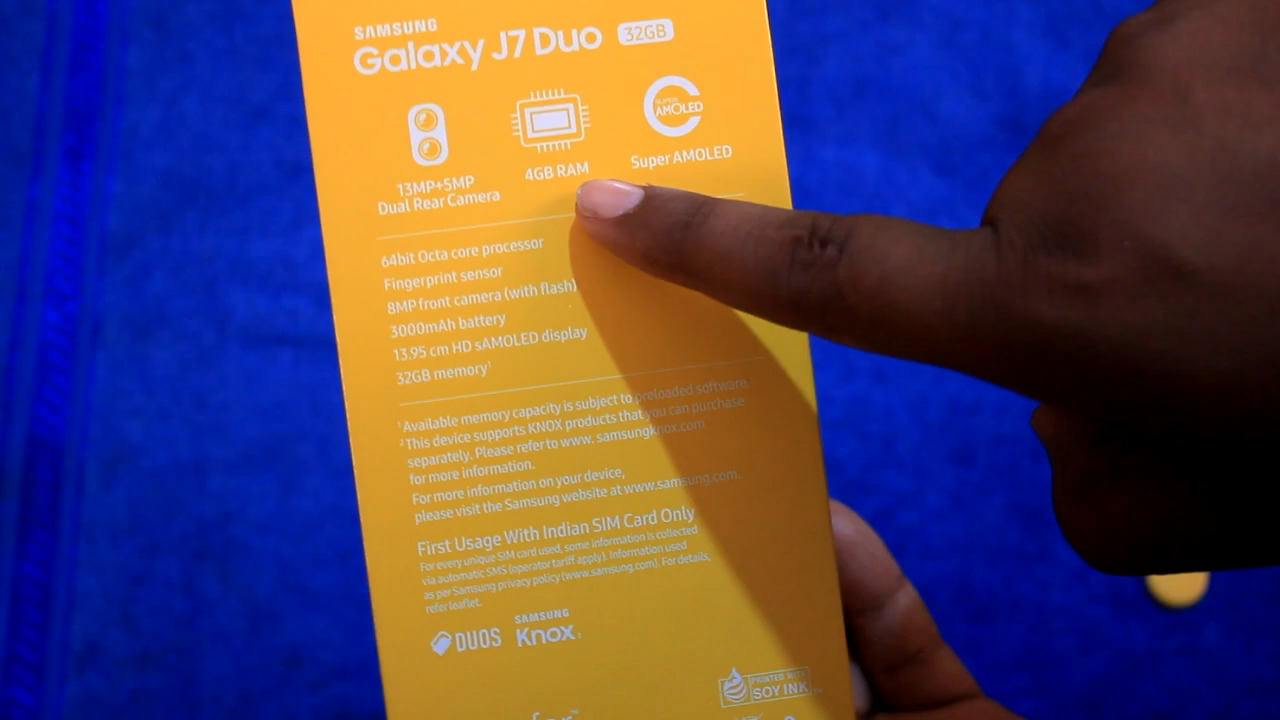 SAMSUNG
Galaxy J7 Duo 32GB
SUPER
AMOLED
13MP+5MP
Dual Rear Camera
4GB RAM
Super AMOLED
64bit Octa core processor
Fingerprint sensor
8MP front camera (with flash)
3000mAh battery
13.95 cm HD sAMOLED display
32GB memory¹
¹Available memory capacity is subject to preloaded software.
²This device supports KNOX products that you can purchase
separately. Please refer to www. samsungknox.com
for more information.
For more information on your device,
please visit the Samsung website at www.samsung.com.
First Usage With Indian SIM Card Only
For every unique SIM card used, some information is collected
via automatic SMS (operator tariff apply). Information used
as per Samsung privacy policy (www.samsung.com). For details,
refer leaflet.
DUOS
SAMSUNG
Knox
PRINTED WITH
SOY INK